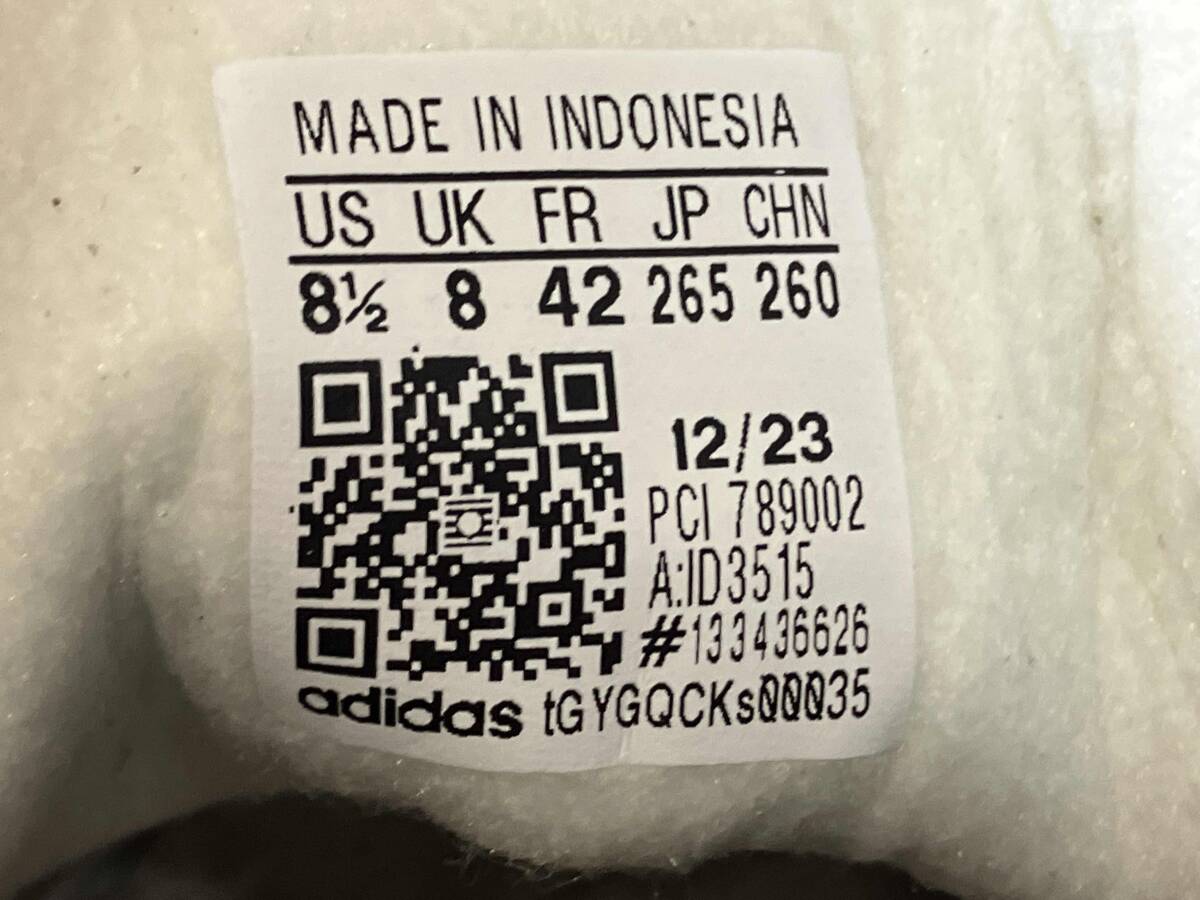 MADE IN INDONESIA
US UK FR JP CHN
8½ 8 42 265 260
12/23
PCI 789002
A:ID3515
#133436626
adidas tGYGQCKs00035